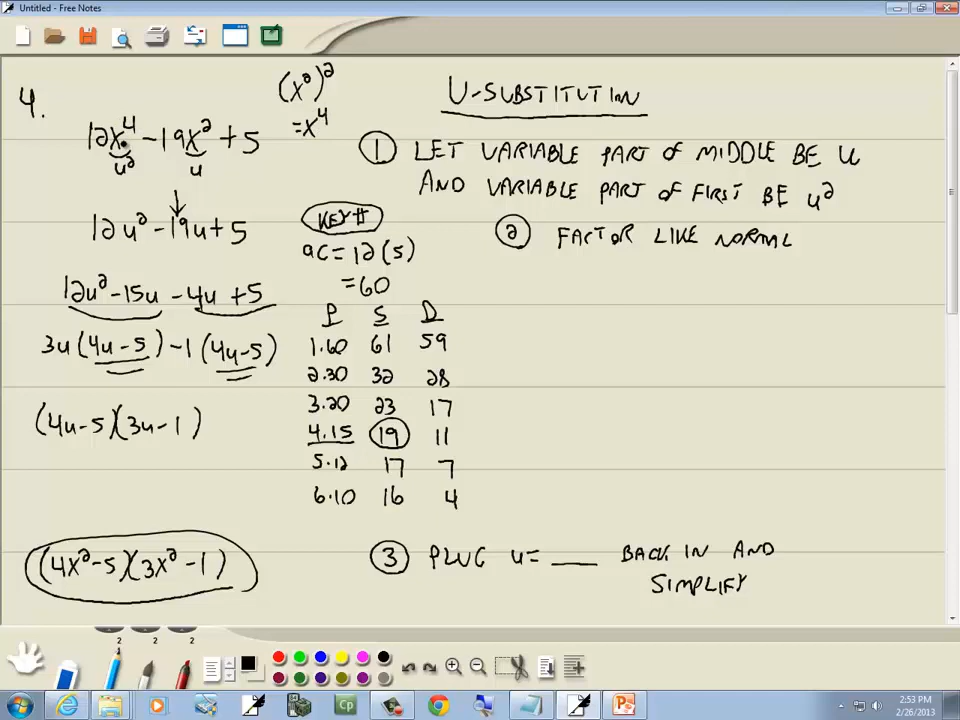 Untitled - Free Notes
4.
12x⁴ - 19x² + 5
u² u
(x²)²
= x⁴
12u² - 19u + 5
12u² - 15u - 4u + 5
3u(4u - 5) - 1(4u - 5)
(4u - 5)(3u - 1)
(4x² - 5)(3x² - 1)
KEY #
ac = 12(5)
= 60
P S D
1·60 61 59
2·30 32 28
3·20 23 17
4·15 19 11
5·12 17 7
6·10 16 4
U-SUBSTITUTION
1 LET VARIABLE PART OF MIDDLE BE U
AND VARIABLE PART OF FIRST BE u²
2 FACTOR LIKE NORMAL
3 PLUG u = ___ BACK IN AND
SIMPLIFY
2 2 2
Cp
2:53 PM
2/26/2013